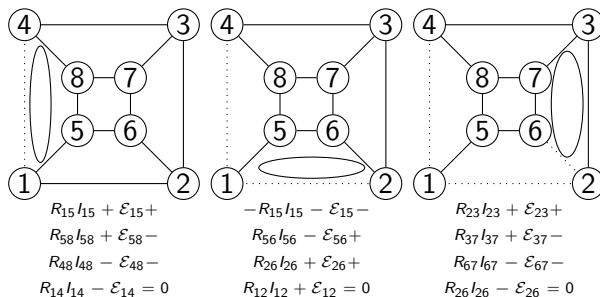 4 3 4 3 4 3
8 7 8 7 8 7
5 6 5 6 5 6
1 2 1 2 1 2
R₁₅I₁₅ + ℰ₁₅+ −R₁₅I₁₅ − ℰ₁₅− R₂₃I₂₃ + ℰ₂₃+
R₅₈I₅₈ + ℰ₅₈− R₅₆I₅₆ − ℰ₅₆+ R₃₇I₃₇ + ℰ₃₇−
R₄₈I₄₈ − ℰ₄₈− R₂₆I₂₆ + ℰ₂₆+ R₆₇I₆₇ − ℰ₆₇−
R₁₄I₁₄ − ℰ₁₄ = 0 R₁₂I₁₂ + ℰ₁₂ = 0 R₂₆I₂₆ − ℰ₂₆ = 0